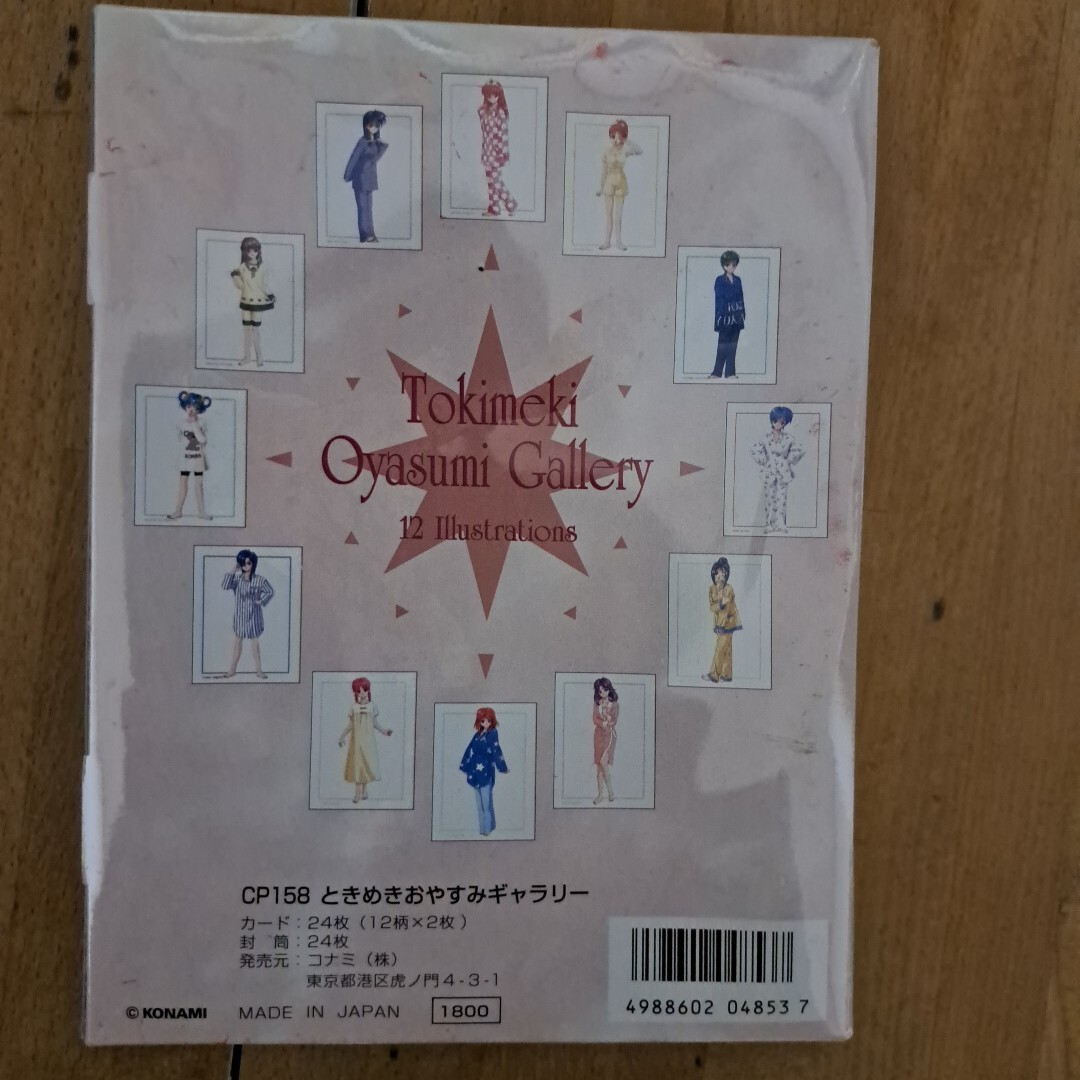 Tokimeki
Oyasumi Gallery
12 Illustrations
CP158 ときめきおやすみギャラリー
カード：24枚（12柄×2枚）
封　筒：24枚
発売元：コナミ（株）
東京都港区虎ノ門4-3-1
© KONAMI MADE IN JAPAN 1800
4988602 04853 7